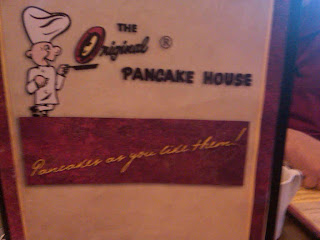 THE
Original ®
PANCAKE HOUSE
Pancakes as you like them!